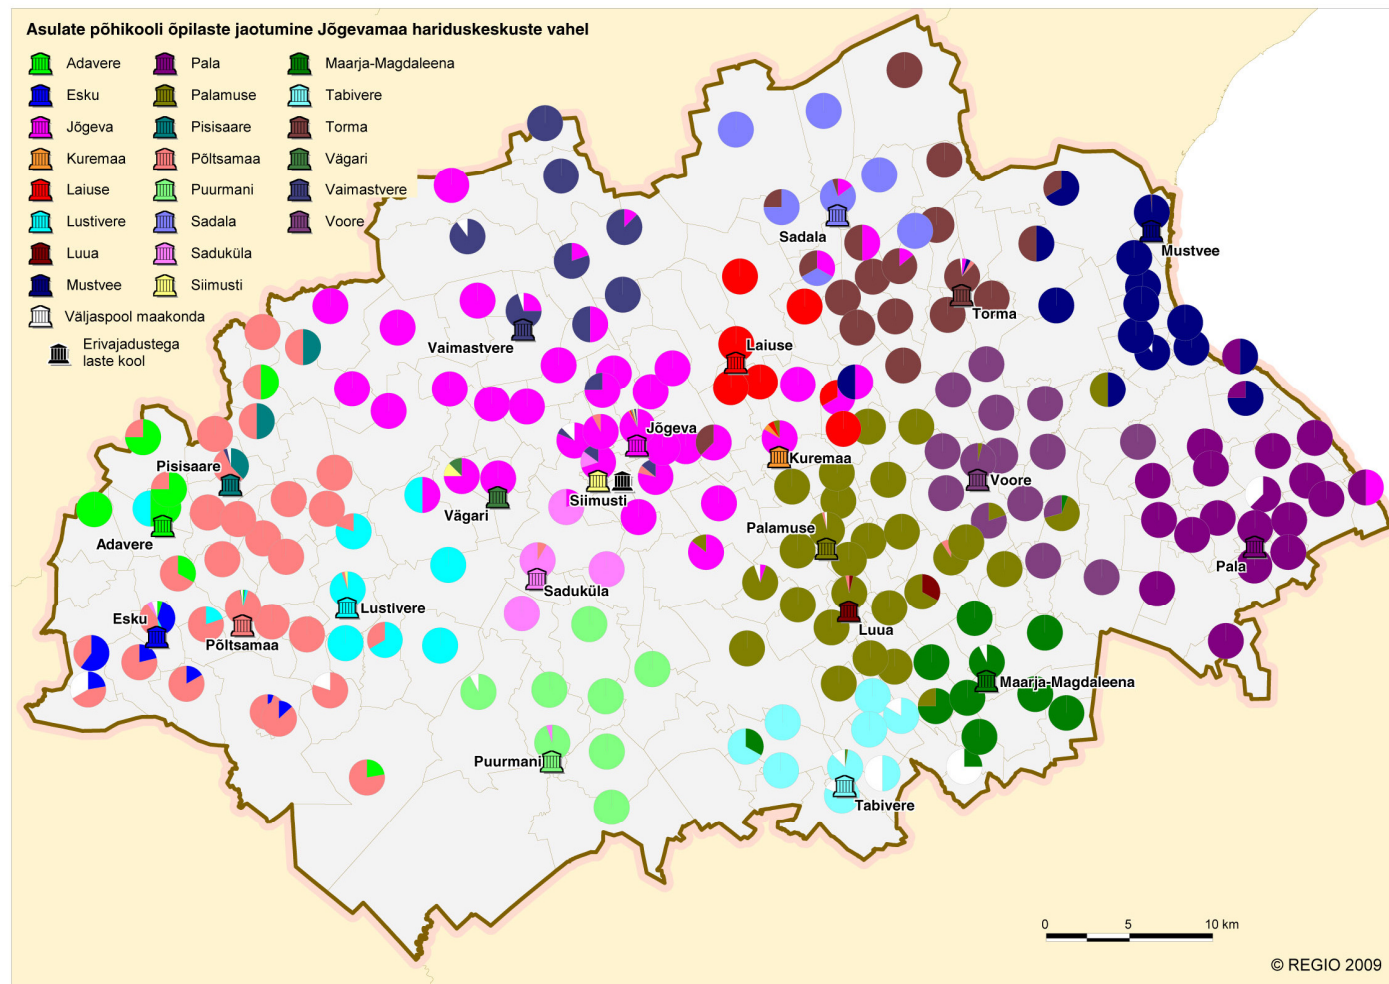 Asulate põhikooli õpilaste jaotumine Jõgevamaa hariduskeskuste vahel
Adavere
Pala
Maarja-Magdaleena
Esku
Palamuse
Tabivere
Jõgeva
Pisisaare
Torma
Kuremaa
Põltsamaa
Vägari
Laiuse
Puurmani
Vaimastvere
Lustivere
Sadala
Voore
Luua
Saduküla
Mustvee
Siimusti
Väljaspool maakonda
Erivajadustega
laste kool
Sadala
Mustvee
Torma
Vaimastvere
Laiuse
Jõgeva
Kuremaa
Pisisaare
Voore
Siimusti
Vägari
Adavere
Palamuse
Pala
Saduküla
Lustivere
Esku
Põltsamaa
Luua
Maarja-Magdaleena
Puurmani
Tabivere
0 5 10 km
© REGIO 2009